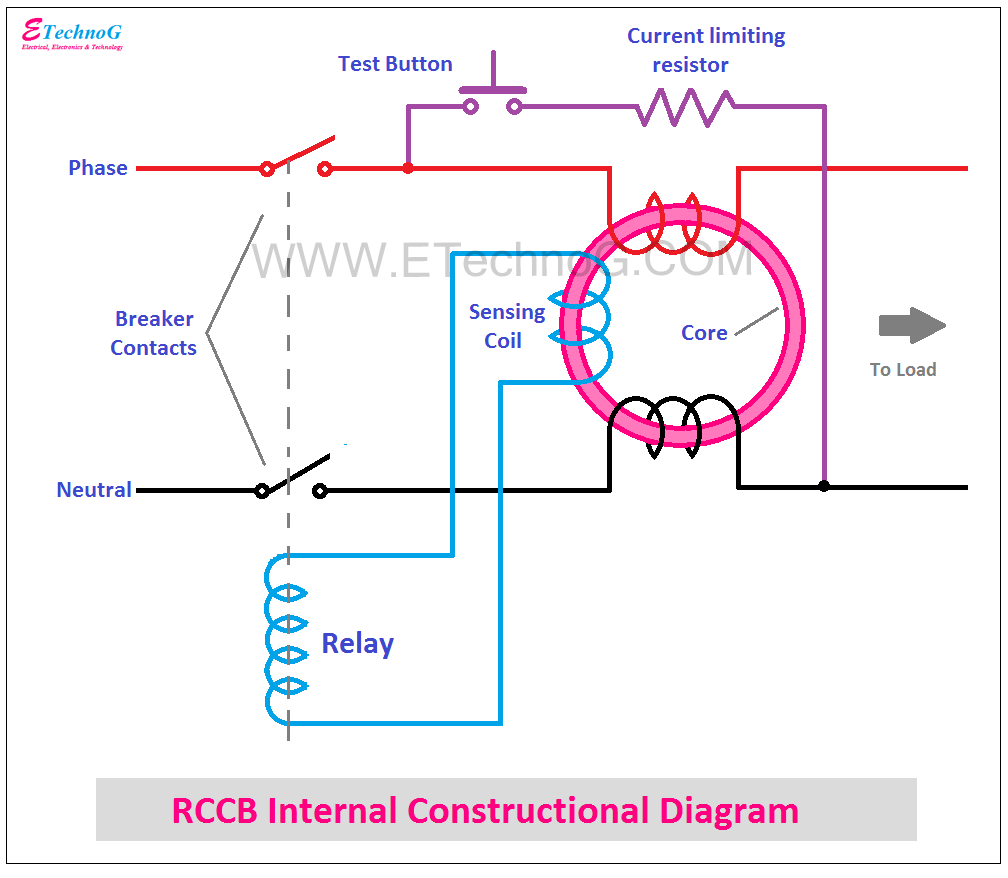 ETechnoG
Electrical, Electronics & Technology
Current limiting
resistor
Test Button
Phase
WWW.ETechnoG.COM
Sensing
Coil
Breaker
Contacts
Core
To Load
Neutral
Relay
RCCB Internal Constructional Diagram